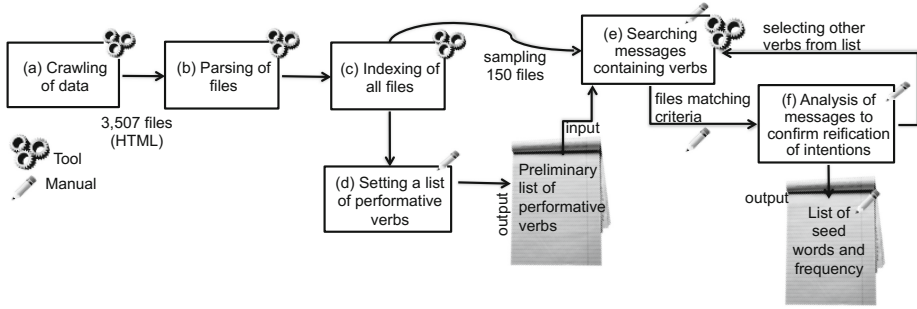 (a) Crawling
of data
3,507 files
(HTML)
(b) Parsing of
files
(c) Indexing of
all files
sampling
150 files
(d) Setting a list
of performative
verbs
output
Preliminary
list of
performative
verbs
input
(e) Searching
messages
containing verbs
selecting other
verbs from list
files matching
criteria
(f) Analysis of
messages to
confirm reification
of intentions
output
List of
seed
words and
frequency
Tool
Manual